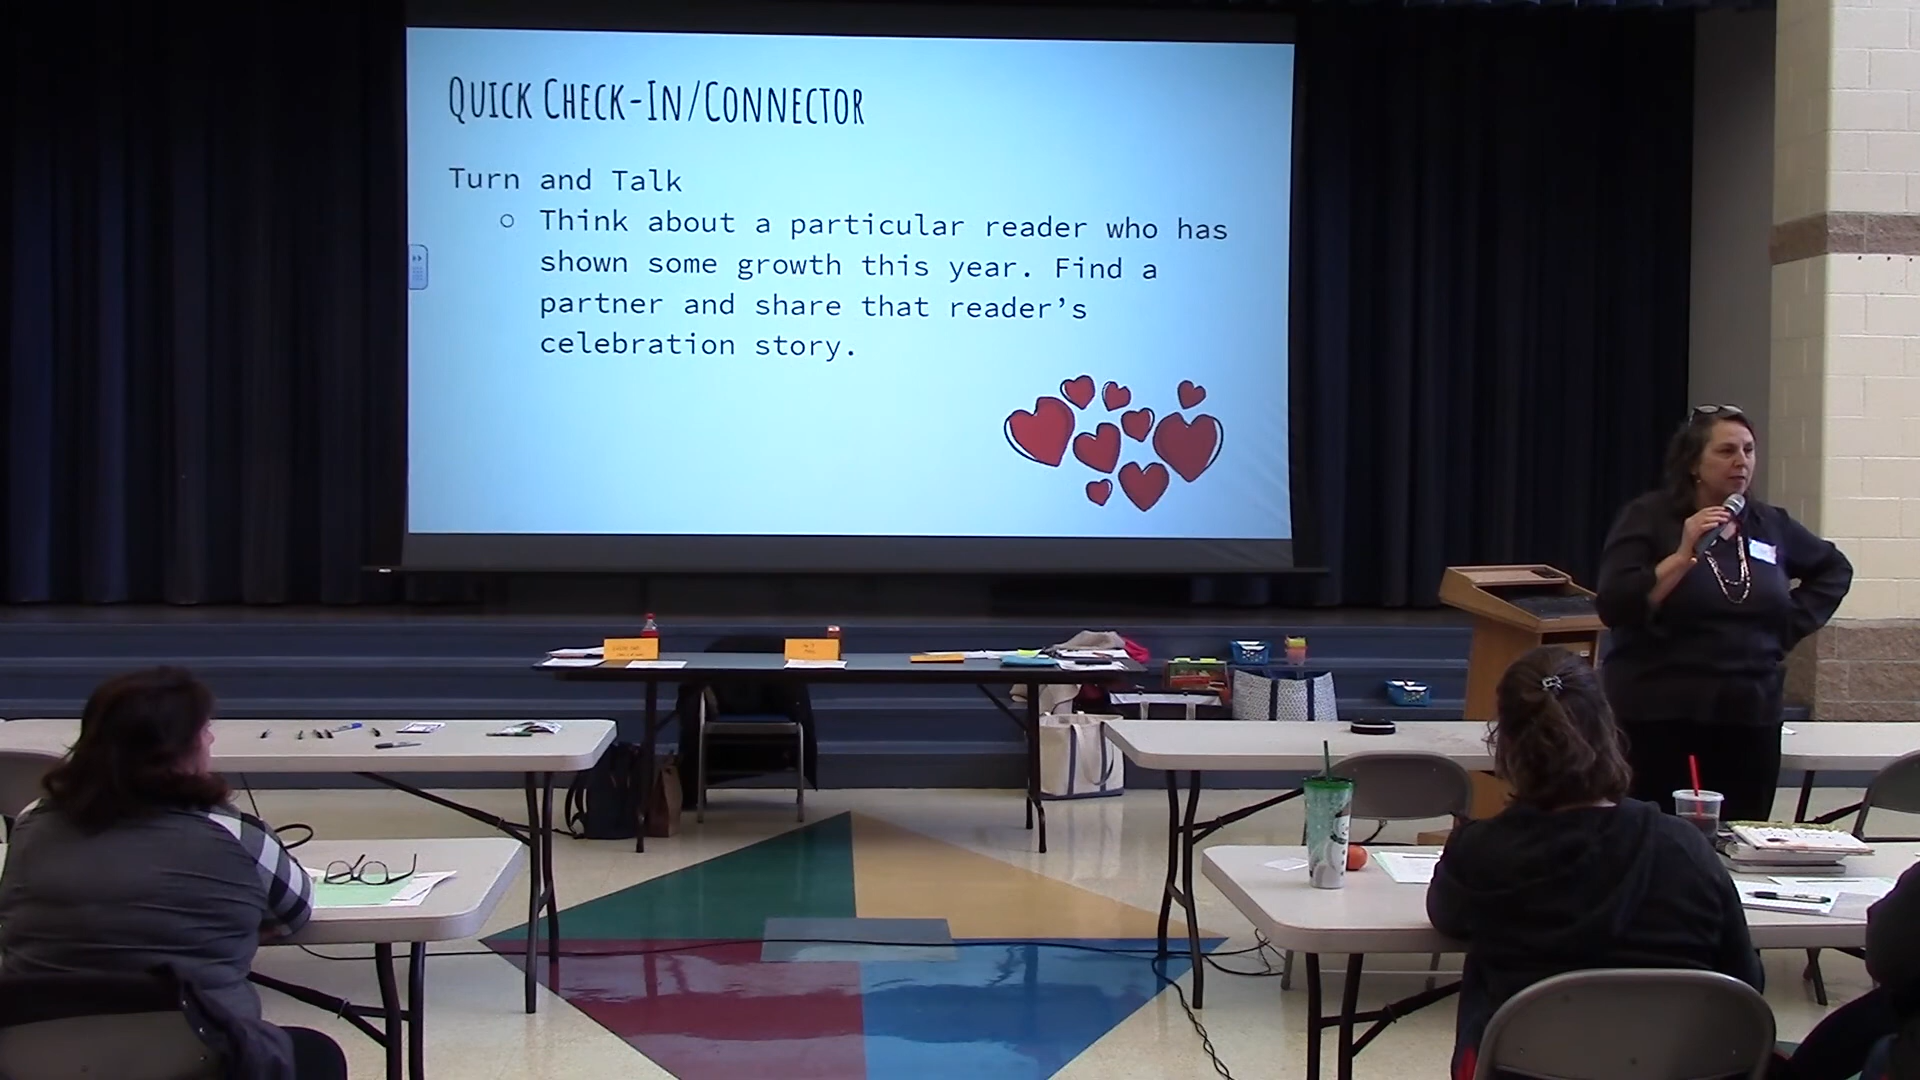 Quick Check-In/Connector
Turn and Talk
○ Think about a particular reader who has
shown some growth this year. Find a
partner and share that reader's
celebration story.